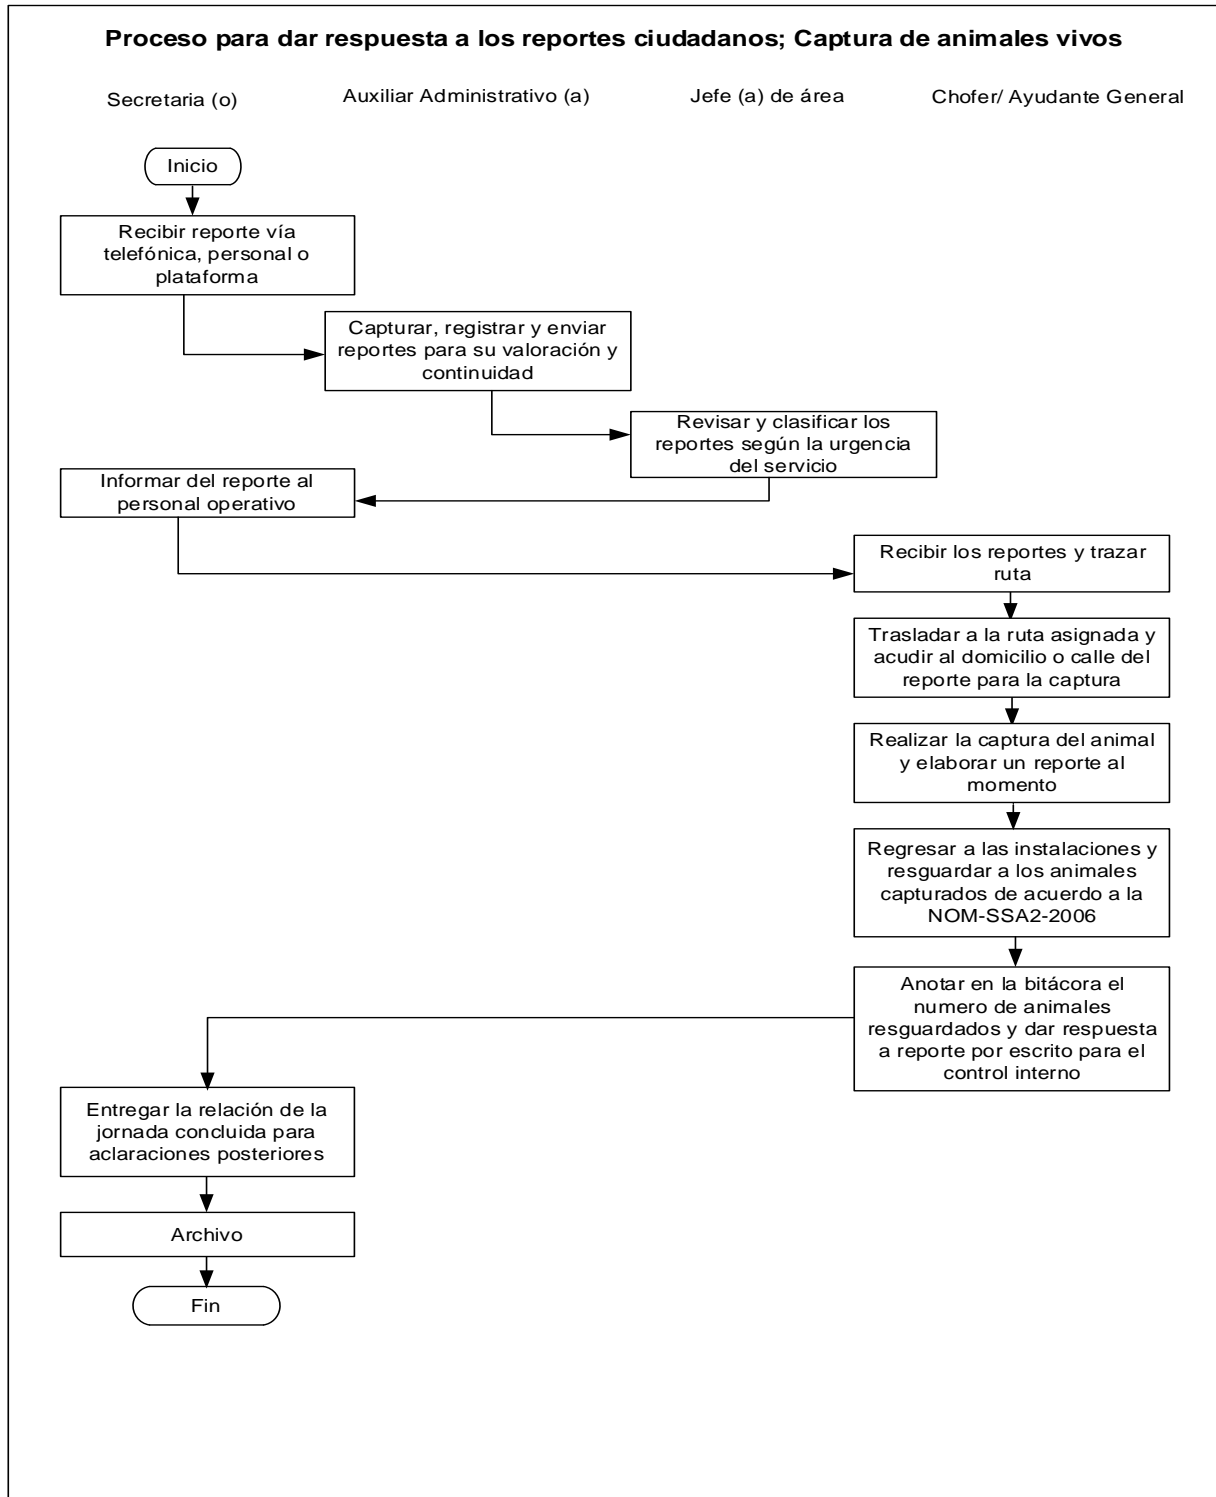 Proceso para dar respuesta a los reportes ciudadanos; Captura de animales vivos
Secretaria (o)
Auxiliar Administrativo (a)
Jefe (a) de área
Chofer/ Ayudante General
Inicio
Recibir reporte vía
telefónica, personal o
plataforma
Capturar, registrar y enviar
reportes para su valoración y
continuidad
Revisar y clasificar los
reportes según la urgencia
del servicio
Informar del reporte al
personal operativo
Recibir los reportes y trazar
ruta
Trasladar a la ruta asignada y
acudir al domicilio o calle del
reporte para la captura
Realizar la captura del animal
y elaborar un reporte al
momento
Regresar a las instalaciones y
resguardar a los animales
capturados de acuerdo a la
NOM-SSA2-2006
Anotar en la bitácora el
numero de animales
resguardados y dar respuesta
a reporte por escrito para el
control interno
Entregar la relación de la
jornada concluida para
aclaraciones posteriores
Archivo
Fin